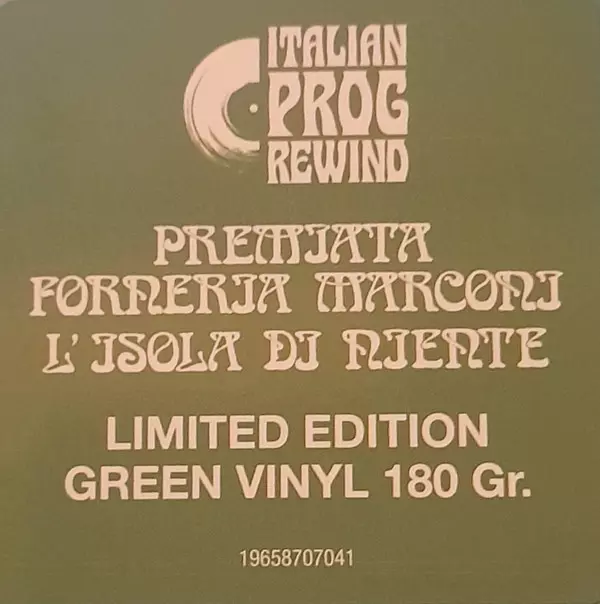 ITALIAN
PROG
REWIND
PREMIATA
FORNERIA MARCONI
L'ISOLA DI NIENTE
LIMITED EDITION
GREEN VINYL 180 Gr.
19658707041